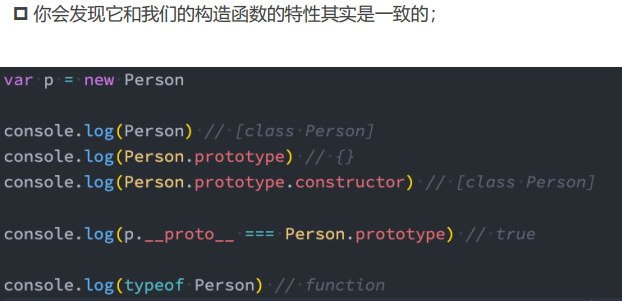 你会发现它和我们的构造函数的特性其实是一致的；
var p = new Person
console.log(Person) // [class Person]
console.log(Person.prototype) // {}
console.log(Person.prototype.constructor) // [class Person]
console.log(p.__proto__ === Person.prototype) // true
console.log(typeof Person) // function